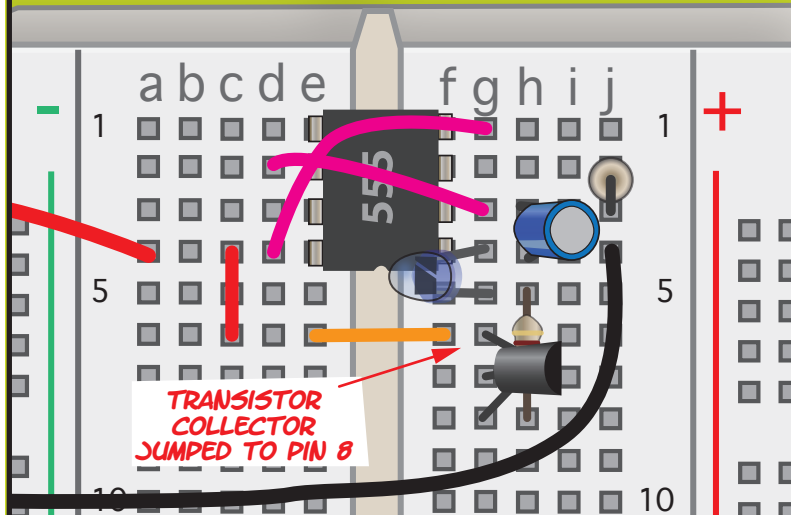 a b c d e f g h i j
-
+
1 1
555
5 5
TRANSISTOR
COLLECTOR
JUMPED TO PIN 8
10 10